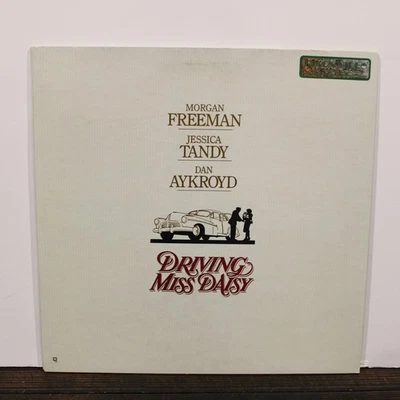 MORGAN
FREEMAN
JESSICA
TANDY
DAN
AYKROYD
DRIVING
MISS DAISY